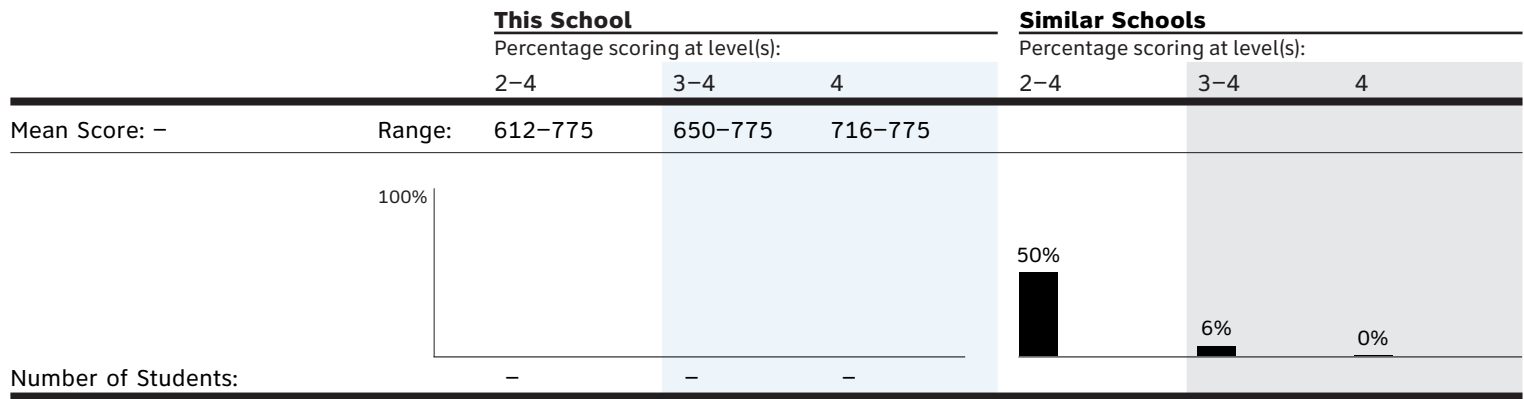 This School Similar Schools
Percentage scoring at level(s): Percentage scoring at level(s):
2–4 3–4 4 2–4 3–4 4
Mean Score: – Range: 612–775 650–775 716–775
100%
50%
6%
0%
Number of Students: – – –